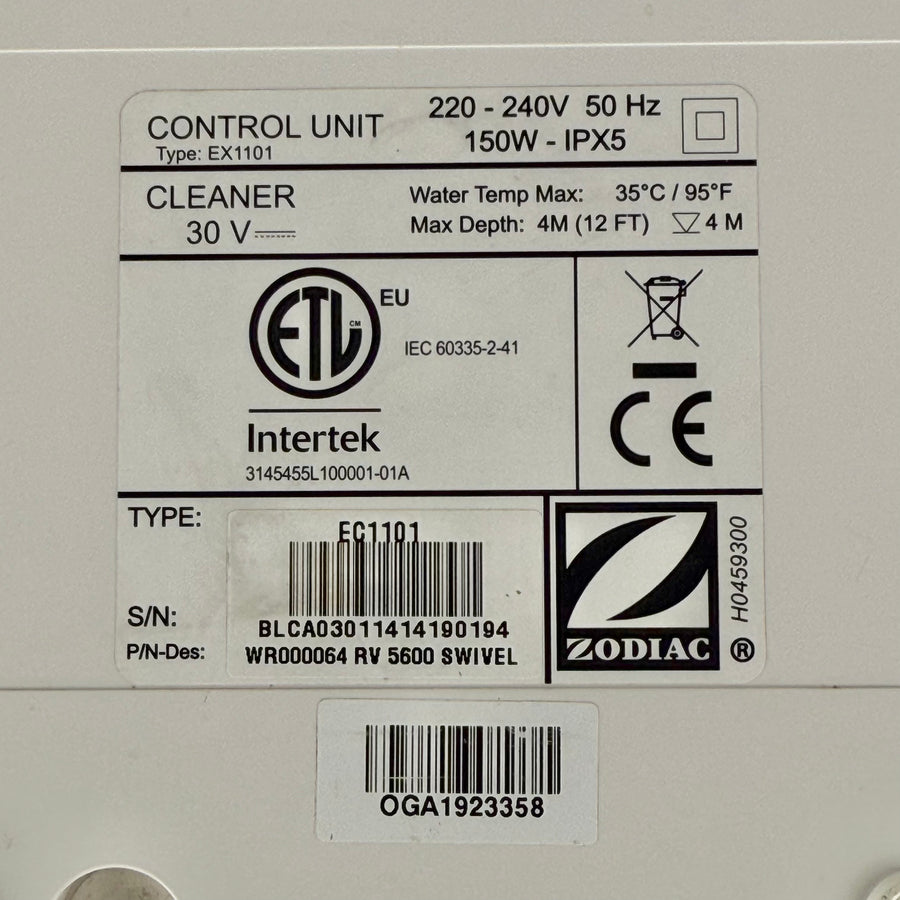 CONTROL UNIT
Type: EX1101
220 - 240V 50 Hz
150W - IPX5
CLEANER
30 V
Water Temp Max: 35°C / 95°F
Max Depth: 4M (12 FT) 4 M
ETL CM
EU
IEC 60335-2-41
Intertek
3145455L100001-01A
CE
TYPE: EC1101
S/N: BLCA03011414190194
P/N-Des: WR000064 RV 5600 SWIVEL
ZODIAC ®
H0459300
OGA1923358